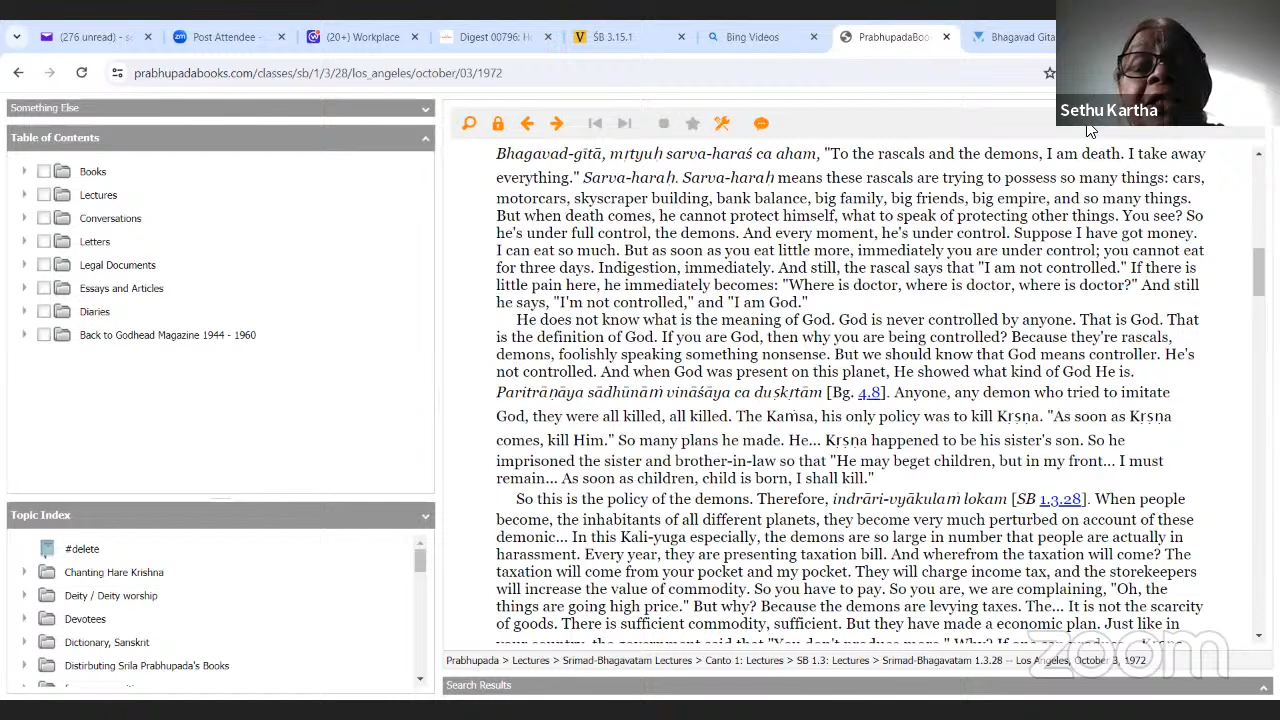 (276 unread) - s
Post Attendee -
(20+) Workplace
Digest 00796: H
ŚB 3.15.1
Bing Videos
PrabhupadaBoo
Bhagavad Gita
prabhupadabooks.com/classes/sb/1/3/28/los_angeles/october/03/1972
Sethu Kartha
Something Else
Table of Contents
Books
Lectures
Conversations
Letters
Legal Documents
Essays and Articles
Diaries
Back to Godhead Magazine 1944 - 1960
Topic Index
#delete
Chanting Hare Krishna
Deity / Deity worship
Devotees
Dictionary, Sanskrit
Distirbuting Srila Prabhupada's Books
Bhagavad-gītā, mṛtyuḥ sarva-haraś ca aham, "To the rascals and the demons, I am death. I take away
everything." Sarva-haraḥ. Sarva-haraḥ means these rascals are trying to possess so many things: cars,
motorcars, skyscraper building, bank balance, big family, big friends, big empire, and so many things.
But when death comes, he cannot protect himself, what to speak of protecting other things. You see? So
he's under full control, the demons. And every moment, he's under control. Suppose I have got money.
I can eat so much. But as soon as you eat little more, immediately you are under control; you cannot eat
for three days. Indigestion, immediately. And still, the rascal says that "I am not controlled." If there is
little pain here, he immediately becomes: "Where is doctor, where is doctor, where is doctor?" And still
he says, "I'm not controlled," and "I am God."
He does not know what is the meaning of God. God is never controlled by anyone. That is God. That
is the definition of God. If you are God, then why you are being controlled? Because they're rascals,
demons, foolishly speaking something nonsense. But we should know that God means controller. He's
not controlled. And when God was present on this planet, He showed what kind of God He is.
Paritrāṇāya sādhūnāṁ vināśāya ca duṣkṛtām [Bg. 4.8]. Anyone, any demon who tried to imitate
God, they were all killed, all killed. The Kaṁsa, his only policy was to kill Kṛṣṇa. "As soon as Kṛṣṇa
comes, kill Him." So many plans he made. He... Kṛṣṇa happened to be his sister's son. So he
imprisoned the sister and brother-in-law so that "He may beget children, but in my front... I must
remain... As soon as children, child is born, I shall kill."
So this is the policy of the demons. Therefore, indrāri-vyākulaṁ lokam [SB 1.3.28]. When people
become, the inhabitants of all different planets, they become very much perturbed on account of these
demonic... In this Kali-yuga especially, the demons are so large in number that people are actually in
harassment. Every year, they are presenting taxation bill. And wherefrom the taxation will come? The
taxation will come from your pocket and my pocket. They will charge income tax, and the storekeepers
will increase the value of commodity. So you have to pay. So you are, we are complaining, "Oh, the
things are going high price." But why? Because the demons are levying taxes. The... It is not the scarcity
of goods. There is sufficient commodity, sufficient. But they have made a economic plan. Just like in
Prabhupada > Lectures > Srimad-Bhagavatam Lectures > Canto 1: Lectures > SB 1.3: Lectures > Srimad-Bhagavatam 1.3.28 -- Los Angeles, October 3, 1972
Search Results
zoom